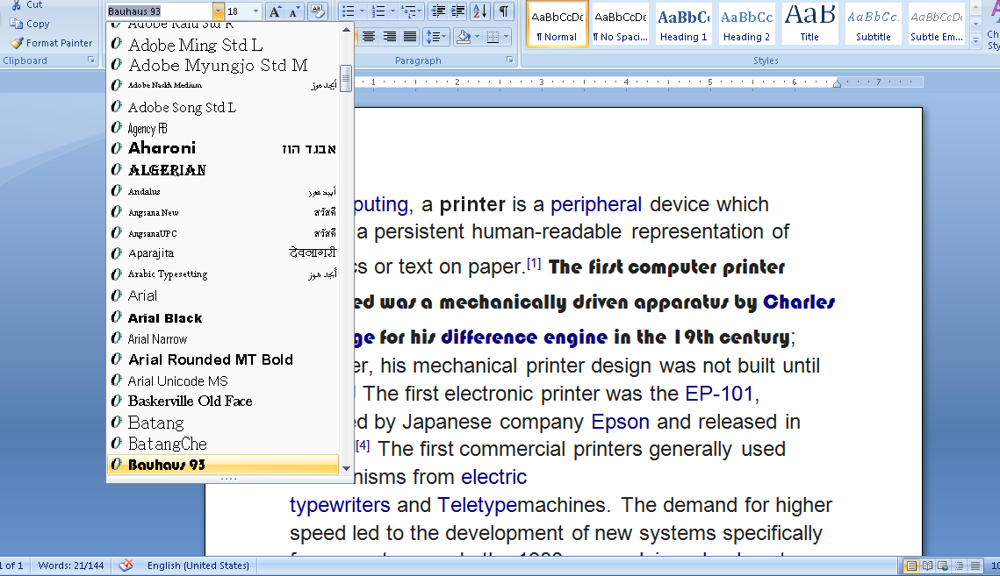 Cut
Copy
Format Painter
Clipboard
Bauhaus 93
18
Paragraph
AaBbCcDc
¶ Normal
AaBbCcDc
¶ No Spaci...
AaBbCc
Heading 1
AaBbCc
Heading 2
AaB
Title
AaBbCc.
Subtitle
AaBbCcDc
Subtle Em...
Styles
1 2 3 4 5 6 7
Adobe Ming Std L
Adobe Myungjo Std M
Adobe Naskh Medium أبجد هوز
Adobe Song Std L
Agency FB
Aharoni אבגד הוז
ALGERIAN
Andalus أبجد هوز
Angsana New สวัสดี
AngsanaUPC สวัสดี
Aparajita देवनागरी
Arabic Typesetting أبجد هوز
Arial
Arial Black
Arial Narrow
Arial Rounded MT Bold
Arial Unicode MS
Baskerville Old Face
Batang
BatangChe
Bauhaus 93
puting, a printer is a peripheral device which
a persistent human-readable representation of
cs or text on paper.[1] The first computer printer
ed was a mechanically driven apparatus by Charles
ge for his difference engine in the 19th century;
er, his mechanical printer design was not built until
The first electronic printer was the EP-101,
ed by Japanese company Epson and released in
[4] The first commercial printers generally used
nisms from electric
typewriters and Teletypemachines. The demand for higher
speed led to the development of new systems specifically
1 of 1
Words: 21/144
English (United States)